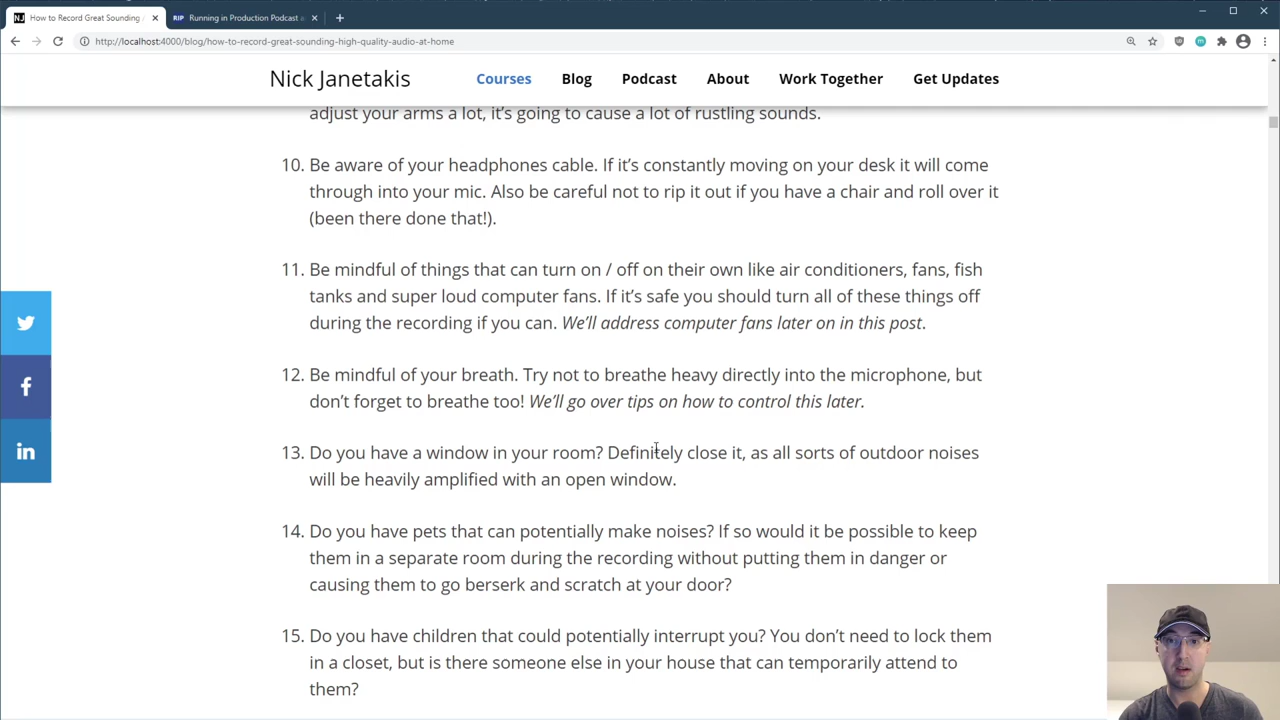 How to Record Great Sounding
Running in Production Podcast a
http://localhost:4000/blog/how-to-record-great-sounding-high-quality-audio-at-home
Nick Janetakis
Courses
Blog
Podcast
About
Work Together
Get Updates
adjust your arms a lot, it's going to cause a lot of rustling sounds.
10. Be aware of your headphones cable. If it's constantly moving on your desk it will come
through into your mic. Also be careful not to rip it out if you have a chair and roll over it
(been there done that!).
11. Be mindful of things that can turn on / off on their own like air conditioners, fans, fish
tanks and super loud computer fans. If it's safe you should turn all of these things off
during the recording if you can. We'll address computer fans later on in this post.
12. Be mindful of your breath. Try not to breathe heavy directly into the microphone, but
don't forget to breathe too! We'll go over tips on how to control this later.
13. Do you have a window in your room? Definitely close it, as all sorts of outdoor noises
will be heavily amplified with an open window.
14. Do you have pets that can potentially make noises? If so would it be possible to keep
them in a separate room during the recording without putting them in danger or
causing them to go berserk and scratch at your door?
15. Do you have children that could potentially interrupt you? You don't need to lock them
in a closet, but is there someone else in your house that can temporarily attend to
them?